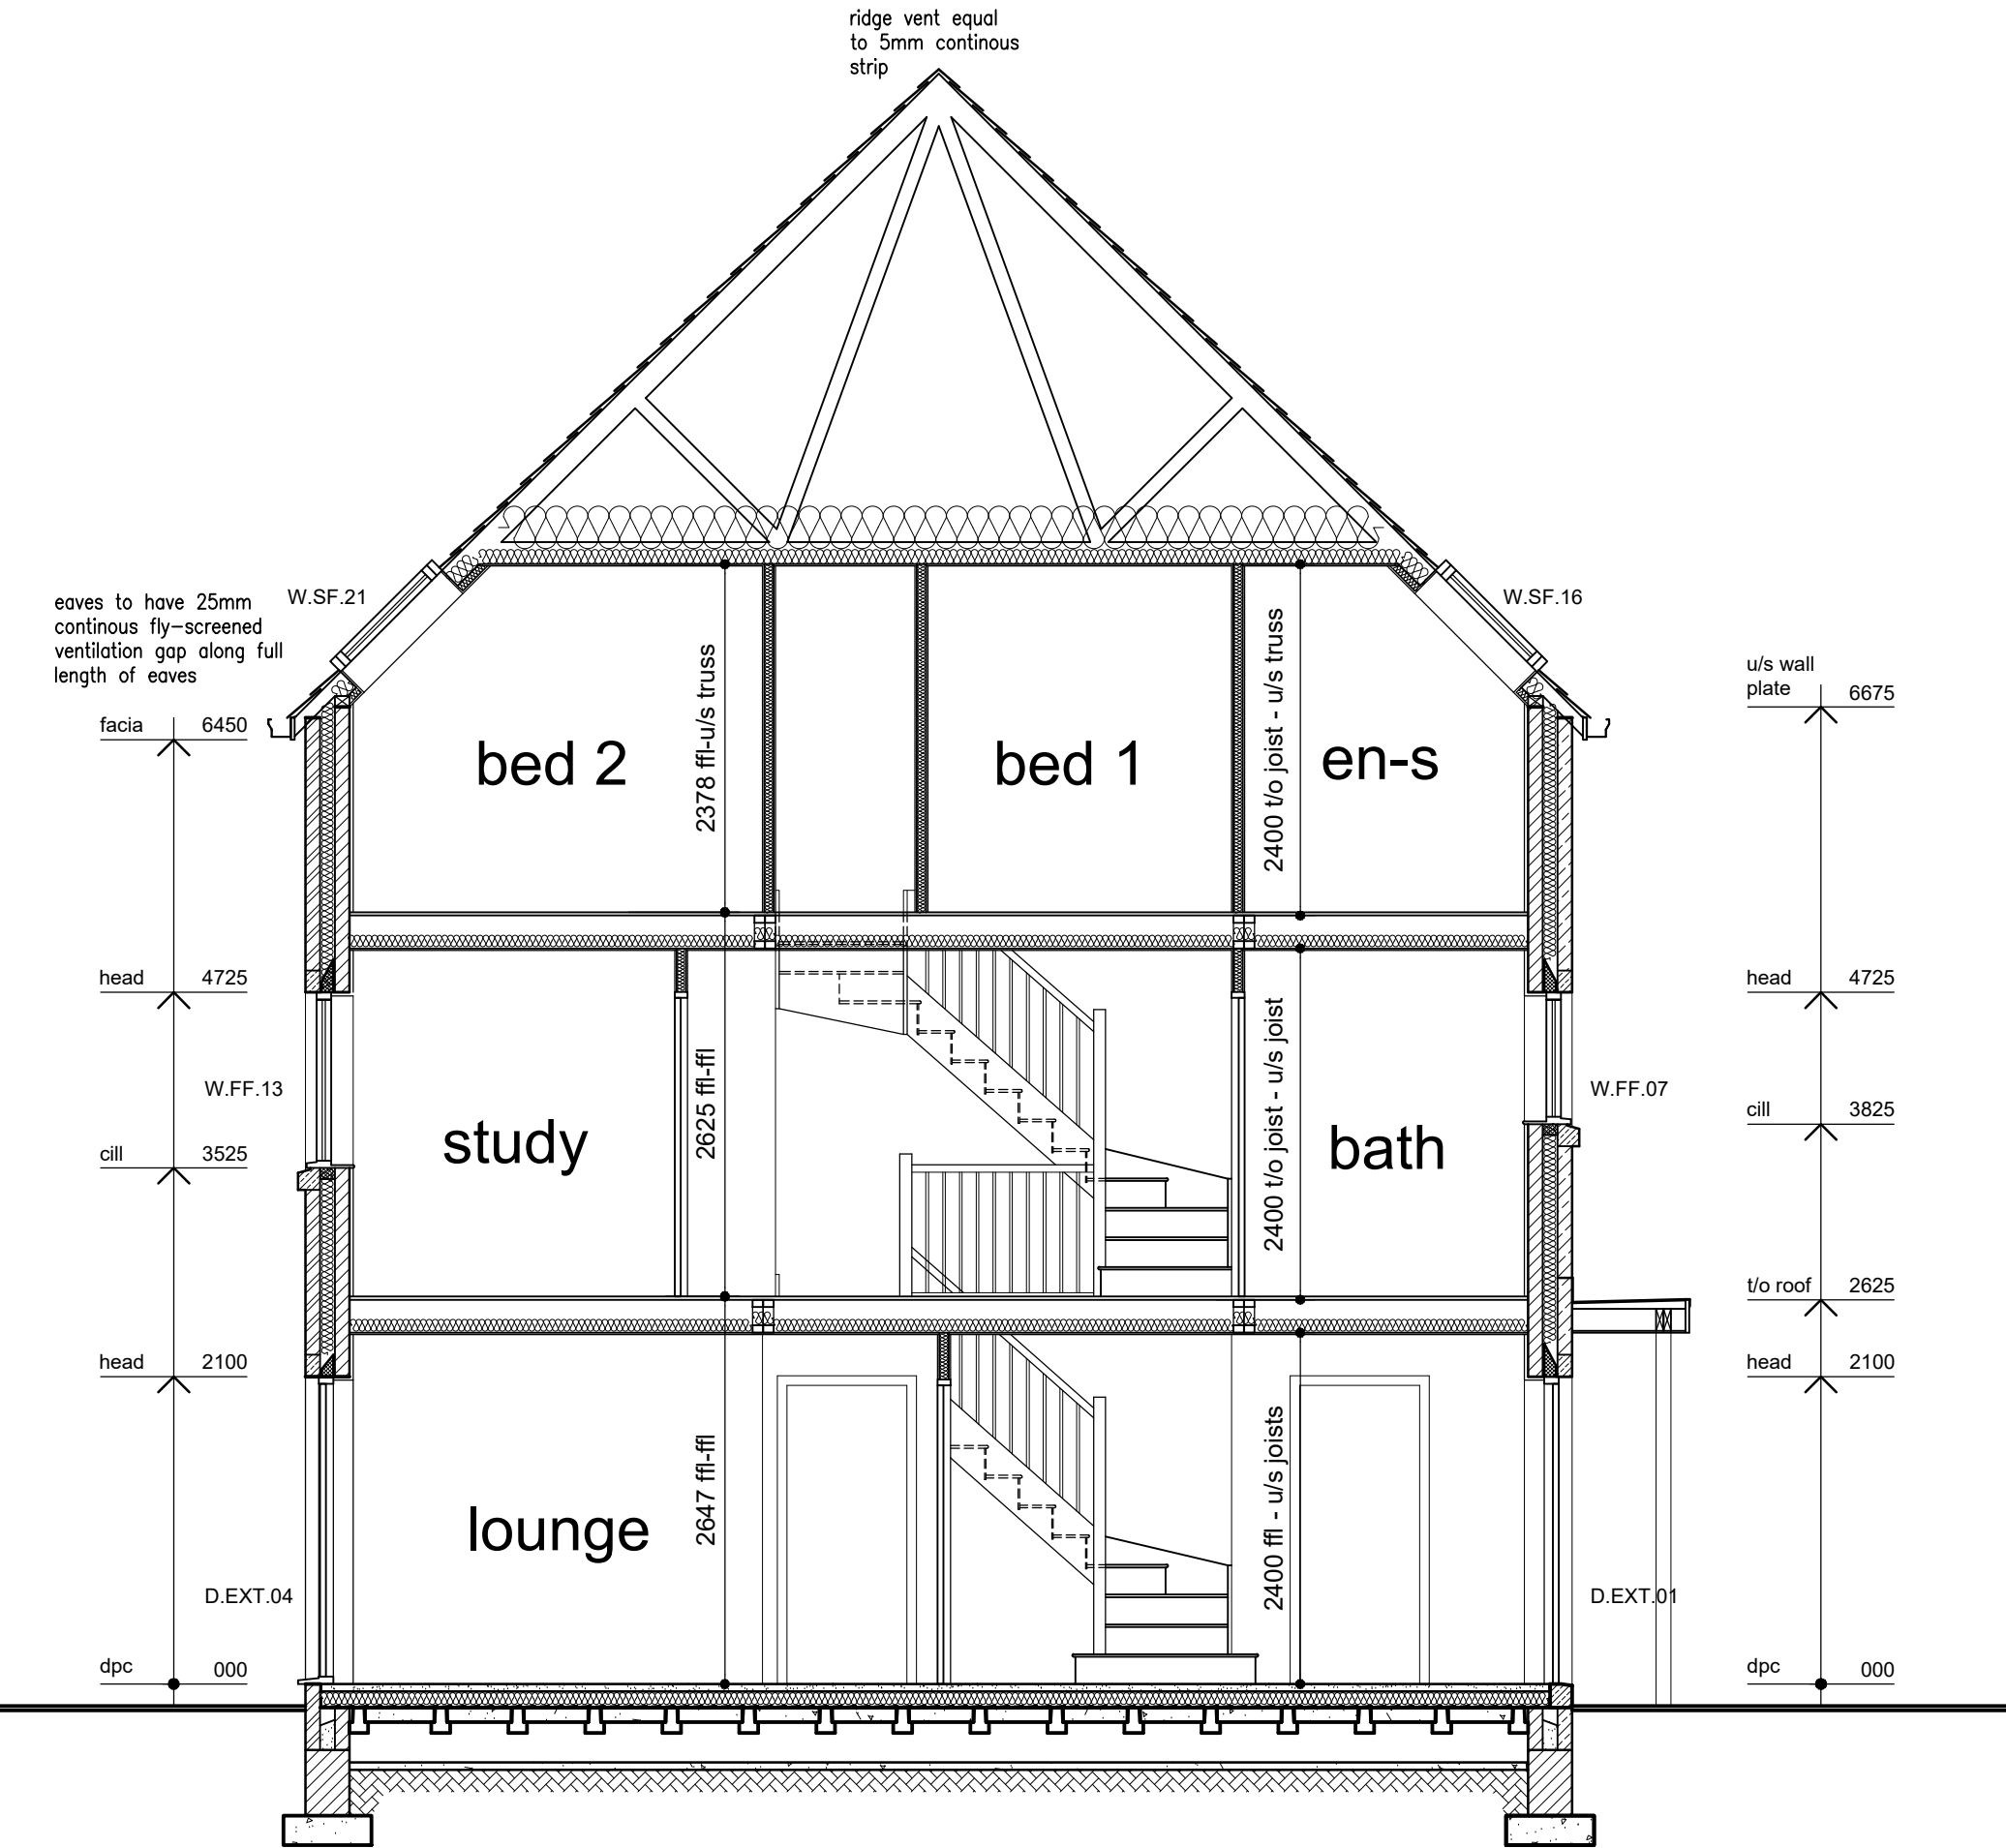 ridge vent equal
to 5mm continous
strip
W.SF.21
W.SF.16
eaves to have 25mm
continous fly-screened
ventilation gap along full
length of eaves
u/s wall
plate 6675
facia 6450
bed 2
2378 ffl-u/s truss
bed 1
2400 t/o joist - u/s truss
en-s
head 4725
head 4725
W.FF.13
W.FF.07
cill 3525
cill 3825
study
2625 ffl-ffl
2400 t/o joist - u/s joist
bath
t/o roof 2625
head 2100
head 2100
lounge
2647 ffl-ffl
2400 ffl - u/s joists
D.EXT.04
D.EXT.01
dpc 000
dpc 000